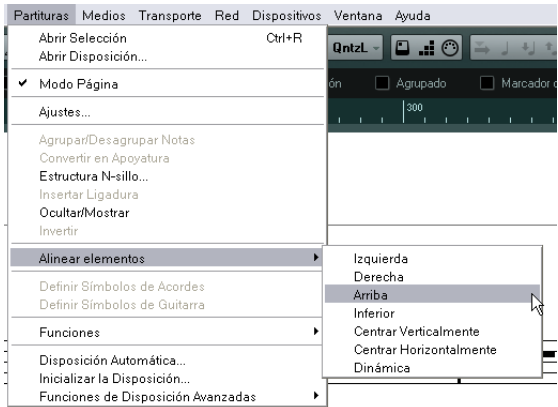 Partituras Medios Transporte Red Dispositivos Ventana Ayuda
Abrir Selección Ctrl+R
Abrir Disposición...
QntzL
Modo Página
ón Agrupado Marcador
Ajustes...
300
Agrupar/Desagrupar Notas
Convertir en Apoyatura
Estructura N-sillo...
Insertar Ligadura
Ocultar/Mostrar
Invertir
Alinear elementos
Izquierda
Derecha
Arriba
Inferior
Centrar Verticalmente
Centrar Horizontalmente
Dinámica
Definir Símbolos de Acordes
Definir Símbolos de Guitarra
Funciones
Disposición Automática...
Inicializar la Disposición...
Funciones de Disposición Avanzadas